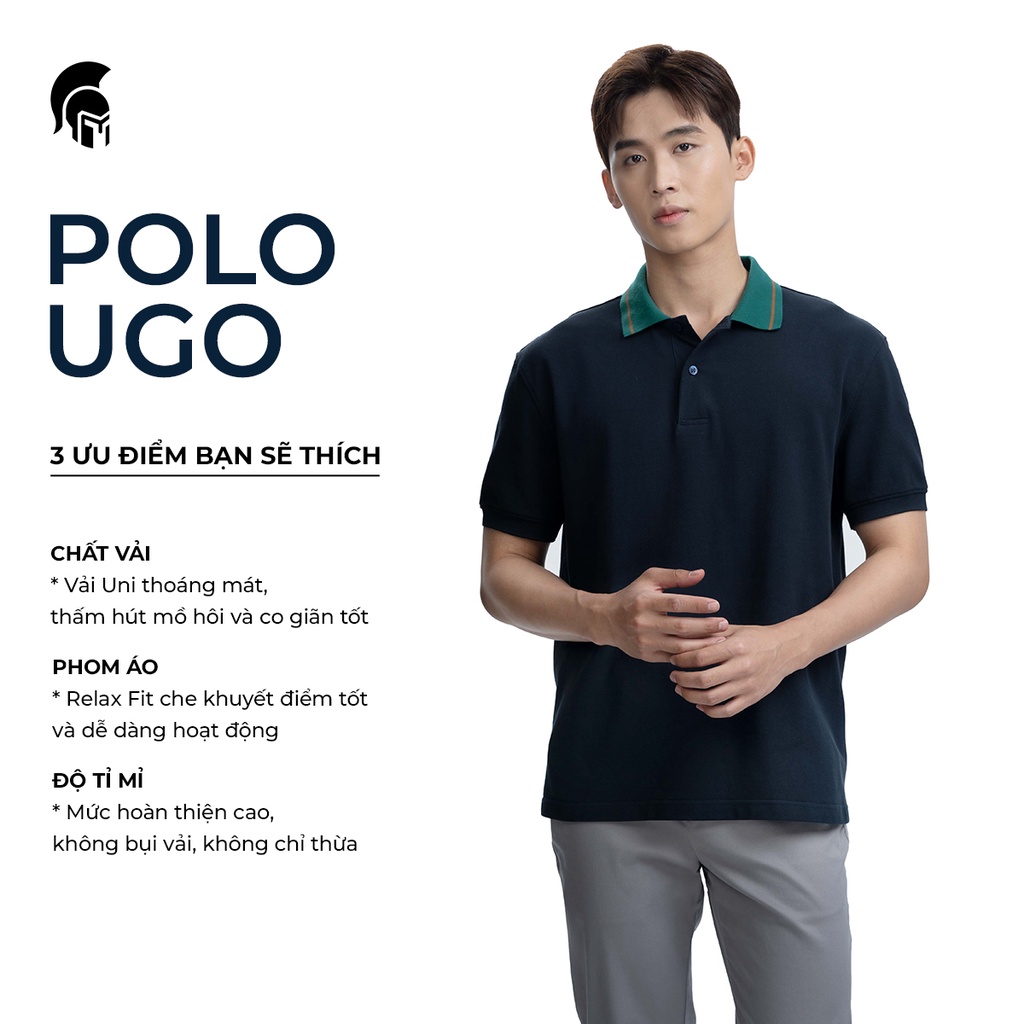 POLO
UGO
3 ƯU ĐIỂM BẠN SẼ THÍCH
CHẤT VẢI
* Vải Uni thoáng mát,
thấm hút mồ hôi và co giãn tốt
PHOM ÁO
* Relax Fit che khuyết điểm tốt
và dễ dàng hoạt động
ĐỘ TỈ MỈ
* Mức hoàn thiện cao,
không bụi vải, không chỉ thừa